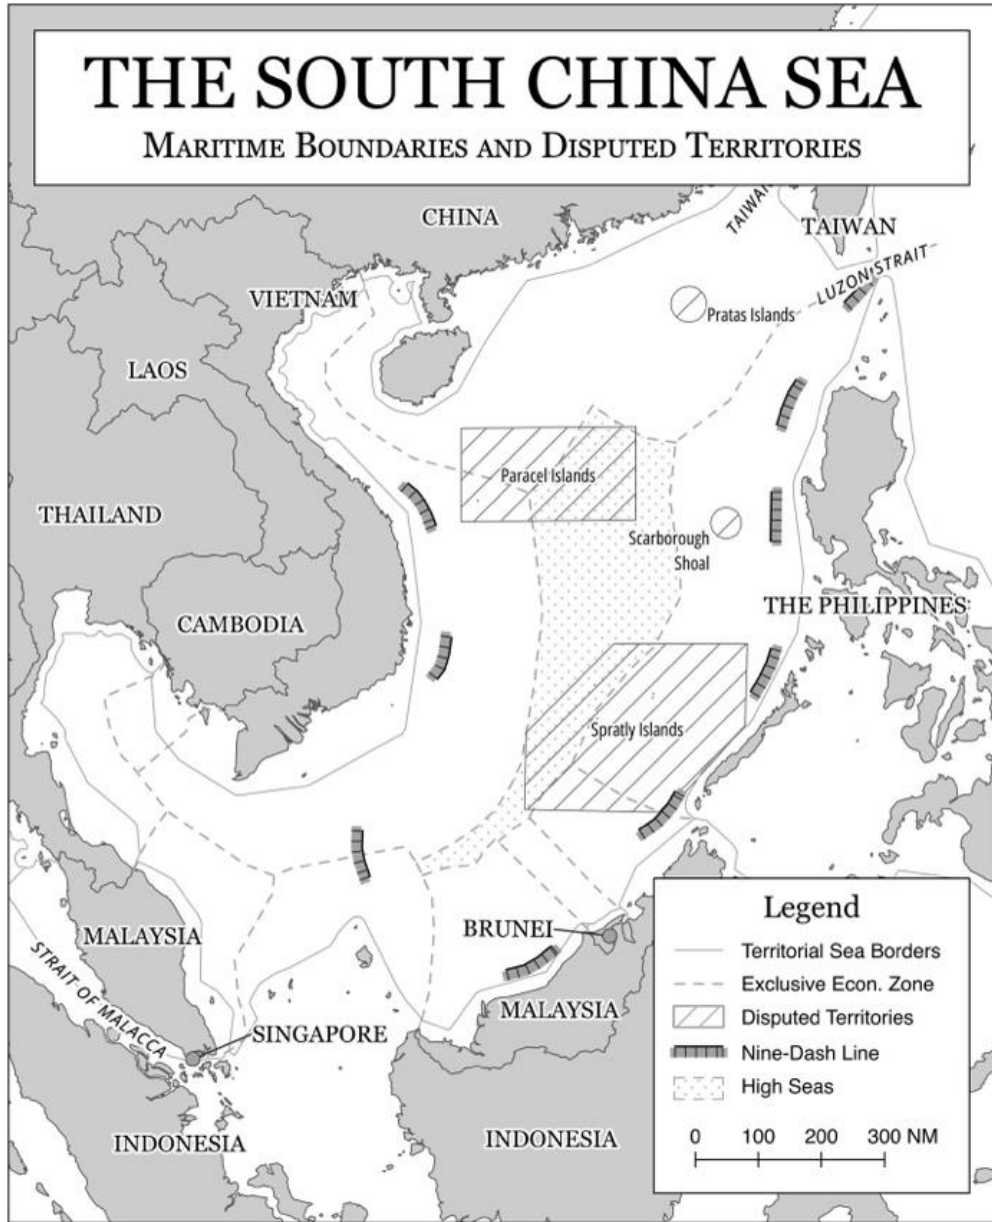 THE SOUTH CHINA SEA
MARITIME BOUNDARIES AND DISPUTED TERRITORIES
CHINA
TAIWAN
TAIWAN
VIETNAM
LUZON STRAIT
Pratas Islands
LAOS
Paracel Islands
THAILAND
Scarborough
Shoal
THE PHILIPPINES
CAMBODIA
Spratly Islands
BRUNEI
MALAYSIA
STRAIT OF MALACCA
MALAYSIA
SINGAPORE
INDONESIA
INDONESIA
Legend
Territorial Sea Borders
Exclusive Econ. Zone
Disputed Territories
Nine-Dash Line
High Seas
0 100 200 300 NM